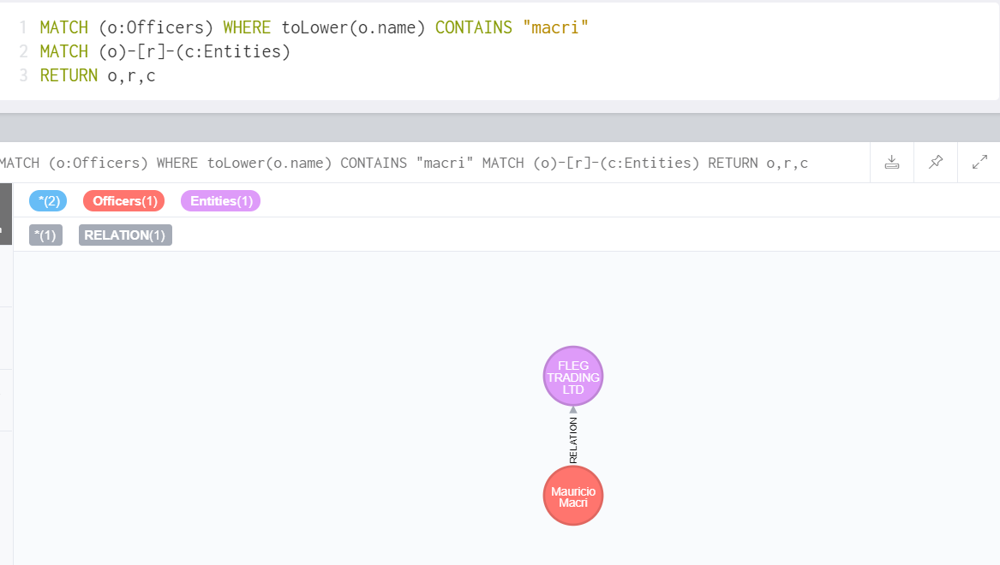 1 MATCH (o:Officers) WHERE toLower(o.name) CONTAINS "macri"
2 MATCH (o)-[r]-(c:Entities)
3 RETURN o,r,c
MATCH (o:Officers) WHERE toLower(o.name) CONTAINS "macri" MATCH (o)-[r]-(c:Entities) RETURN o,r,c
*(2) Officers(1) Entities(1)
*(1) RELATION(1)
FLEG
TRADING
LTD
RELATION
Mauricio
Macri